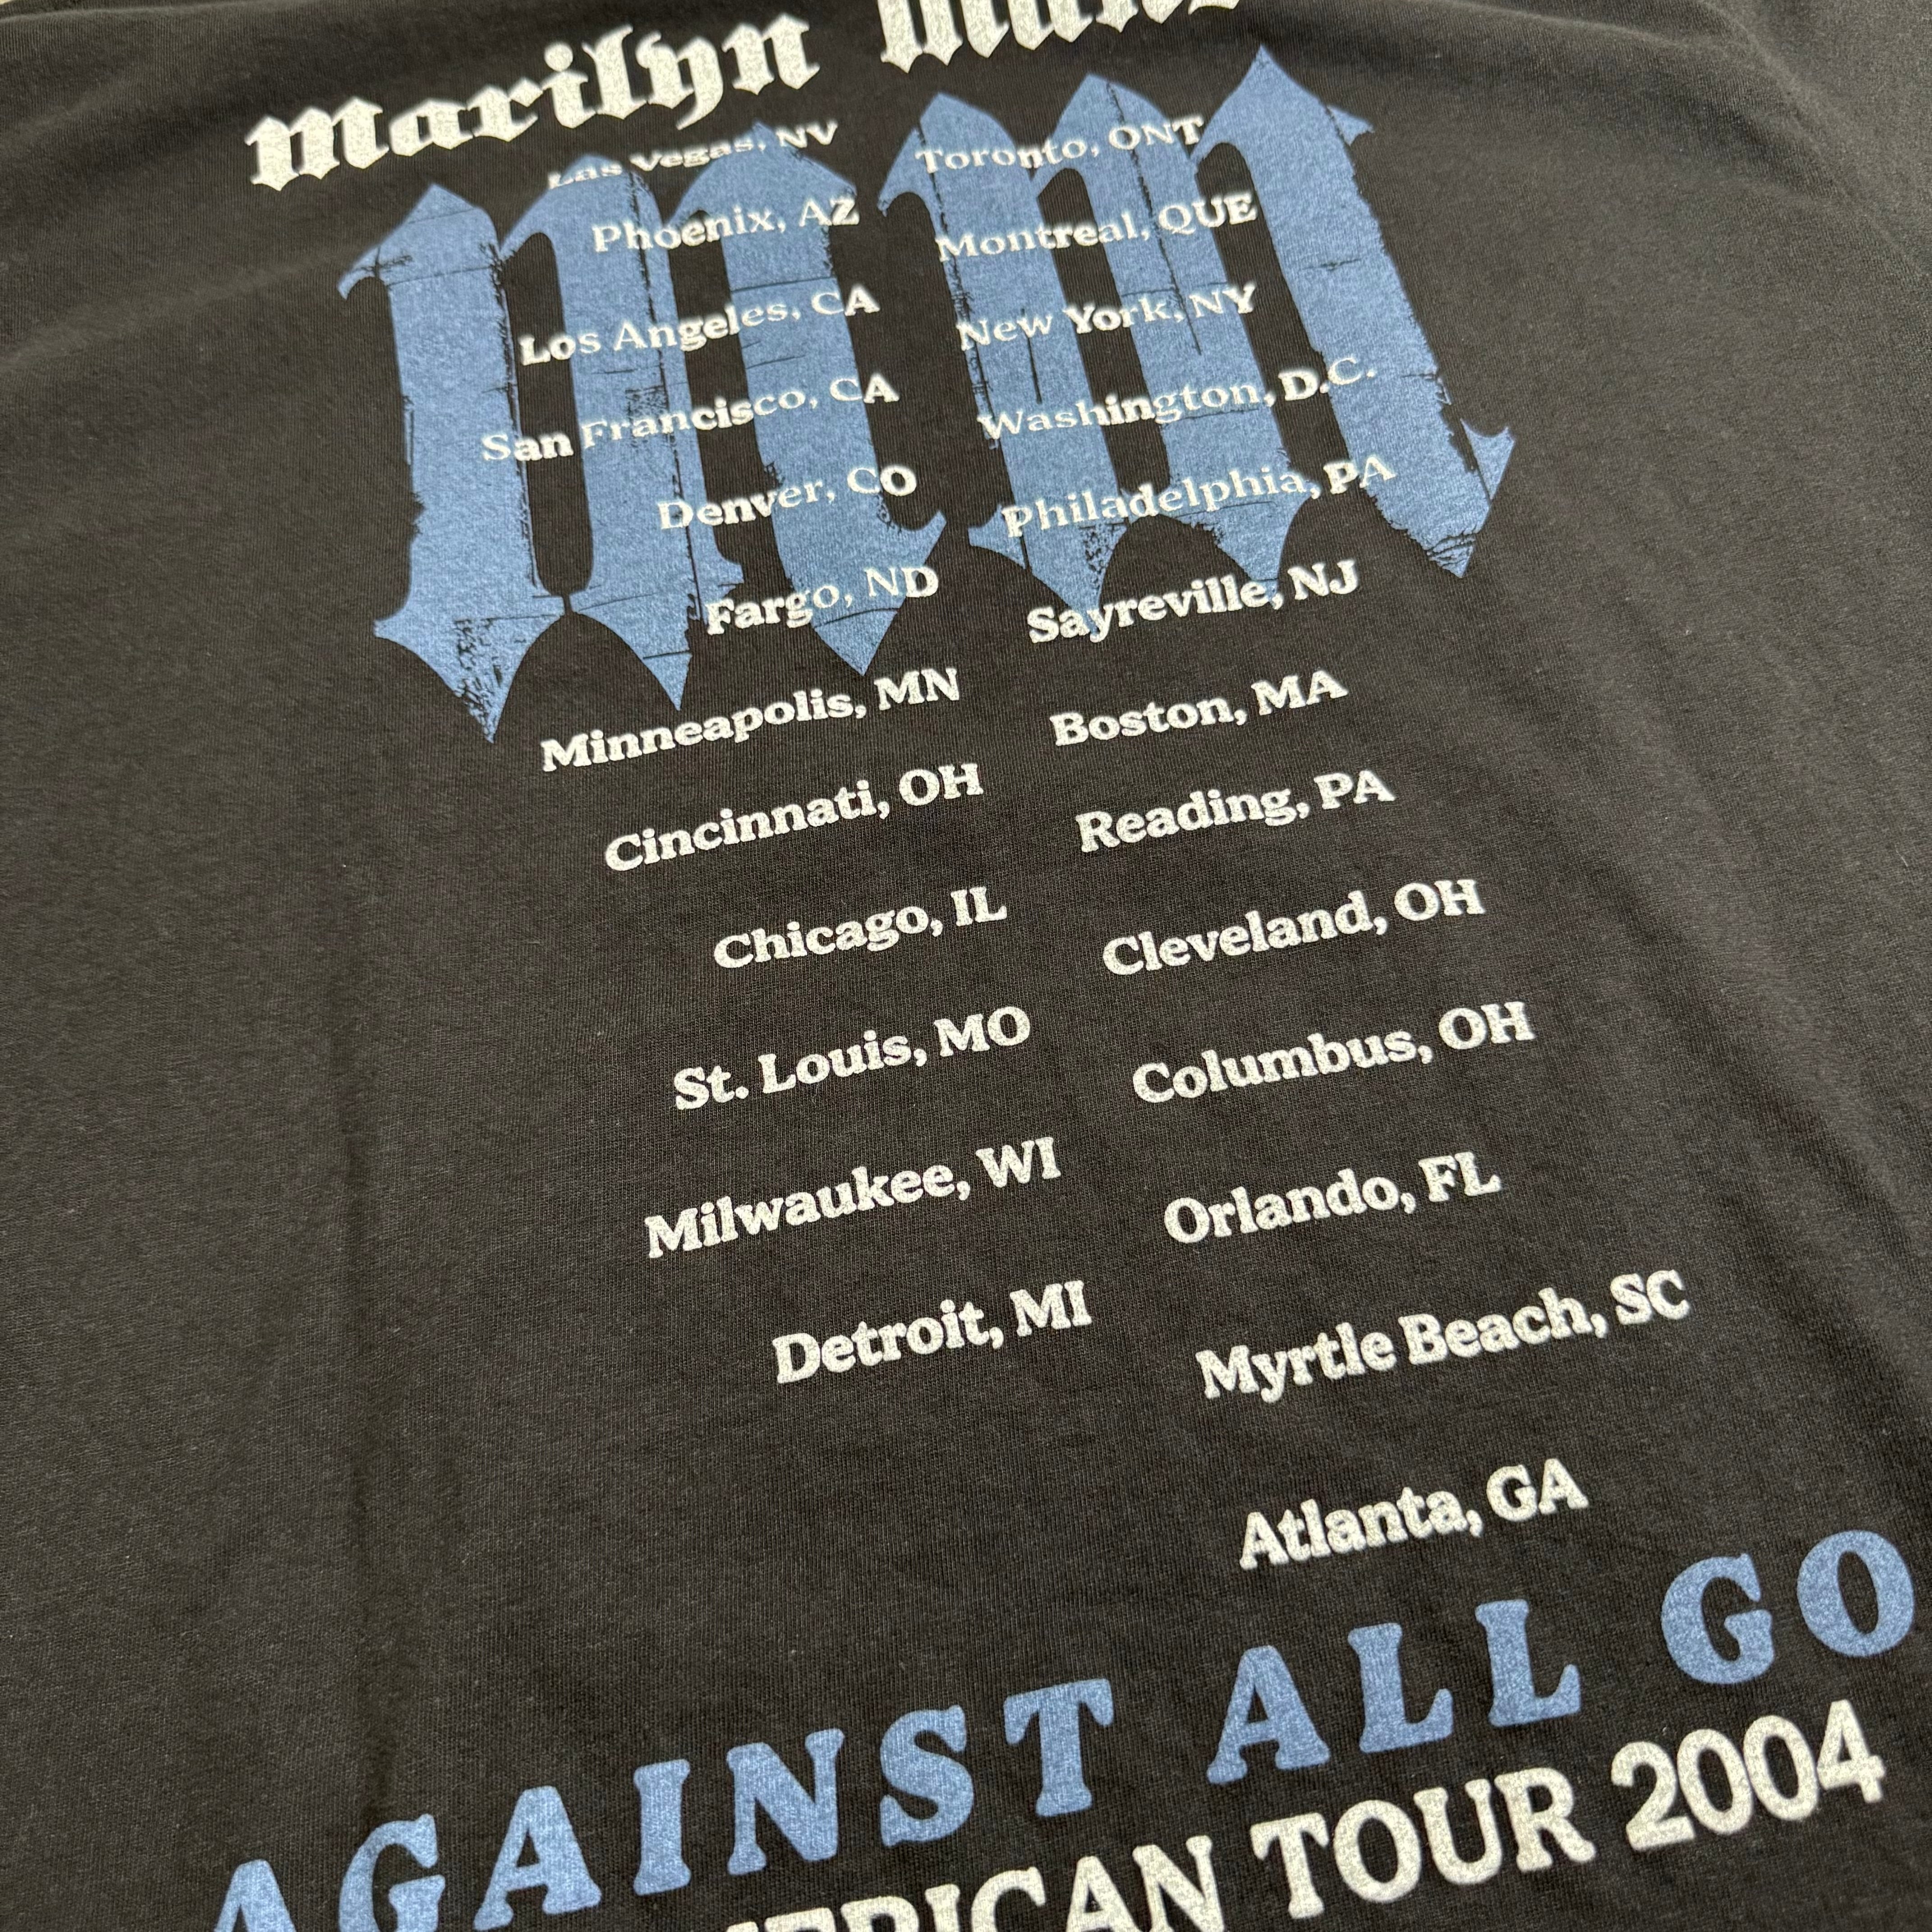 Marilyn
Las Vegas, NV
Phoenix, AZ
Los Angeles, CA
San Francisco, CA
Denver, CO
Fargo, ND
Minneapolis, MN
Cincinnati, OH
Chicago, IL
St. Louis, MO
Milwaukee, WI
Detroit, MI
Toronto, ONT
Montreal, QUE
New York, NY
Washington, D.C.
Philadelphia, PA
Sayreville, NJ
Boston, MA
Reading, PA
Cleveland, OH
Columbus, OH
Orlando, FL
Myrtle Beach, SC
Atlanta, GA
AGAINST ALL GO
ERICAN TOUR 2004